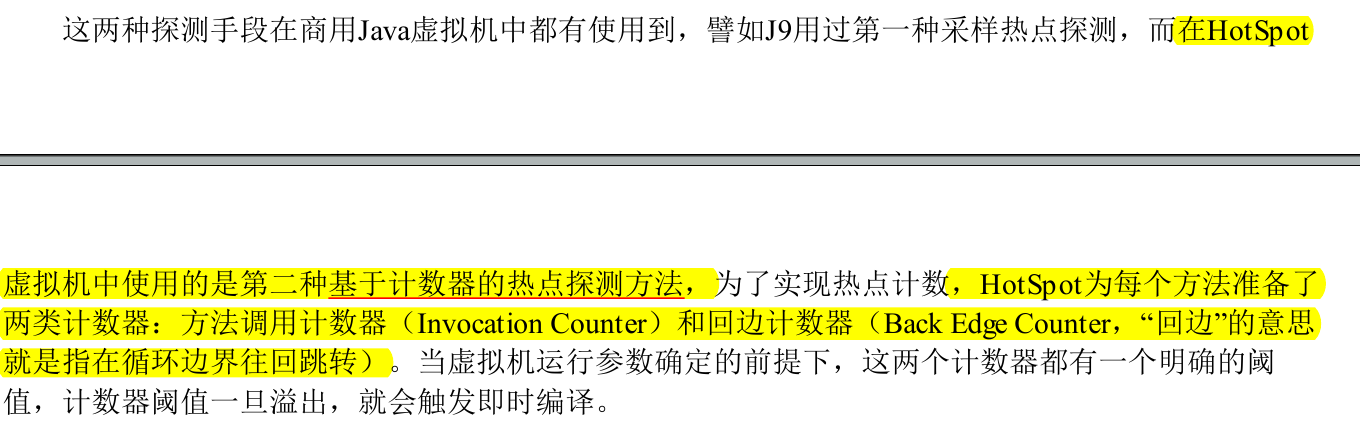 这两种探测手段在商用Java虚拟机中都有使用到，譬如J9用过第一种采样热点探测，而在HotSpot
虚拟机中使用的是第二种基于计数器的热点探测方法，为了实现热点计数，HotSpot为每个方法准备了
两类计数器：方法调用计数器（Invocation Counter）和回边计数器（Back Edge Counter，“回边”的意思
就是指在循环边界往回跳转）。当虚拟机运行参数确定的前提下，这两个计数器都有一个明确的阈
值，计数器阈值一旦溢出，就会触发即时编译。